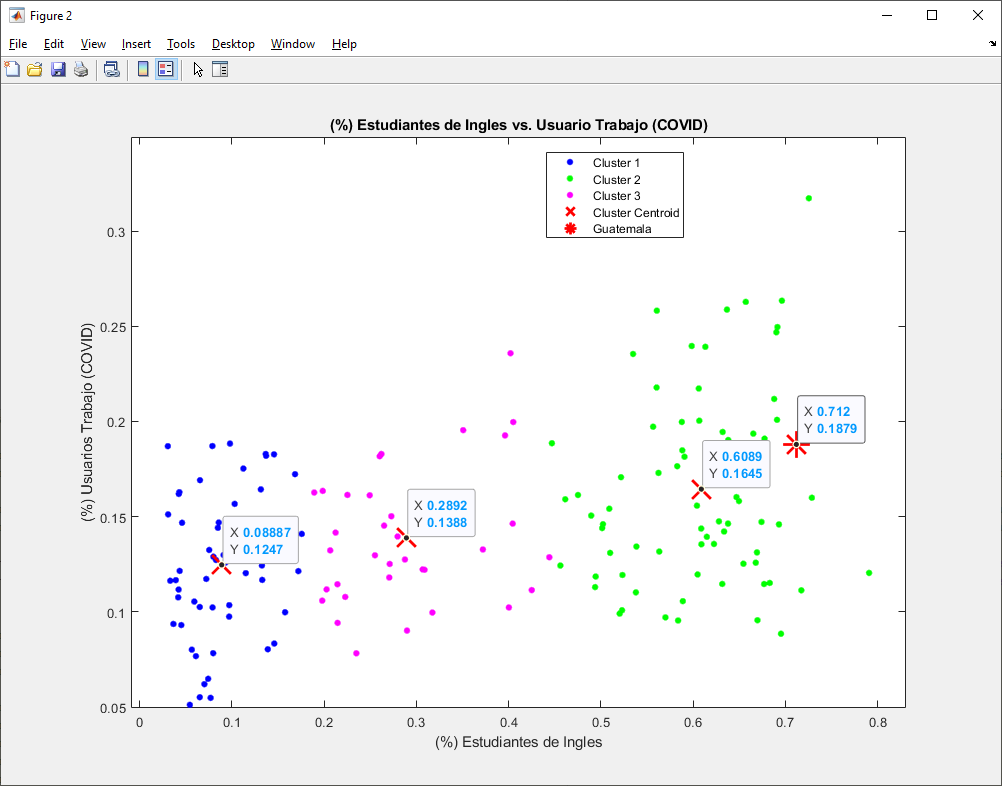 Figure 2
File Edit View Insert Tools Desktop Window Help
(%) Estudiantes de Ingles vs. Usuario Trabajo (COVID)
Cluster 1
Cluster 2
Cluster 3
Cluster Centroid
Guatemala
(%) Usuarios Trabajo (COVID)
0.3
0.25
0.2
0.15
0.1
0.05
X 0.08887
Y 0.1247
X 0.2892
Y 0.1388
X 0.6089
Y 0.1645
X 0.712
Y 0.1879
0 0.1 0.2 0.3 0.4 0.5 0.6 0.7 0.8
(%) Estudiantes de Ingles